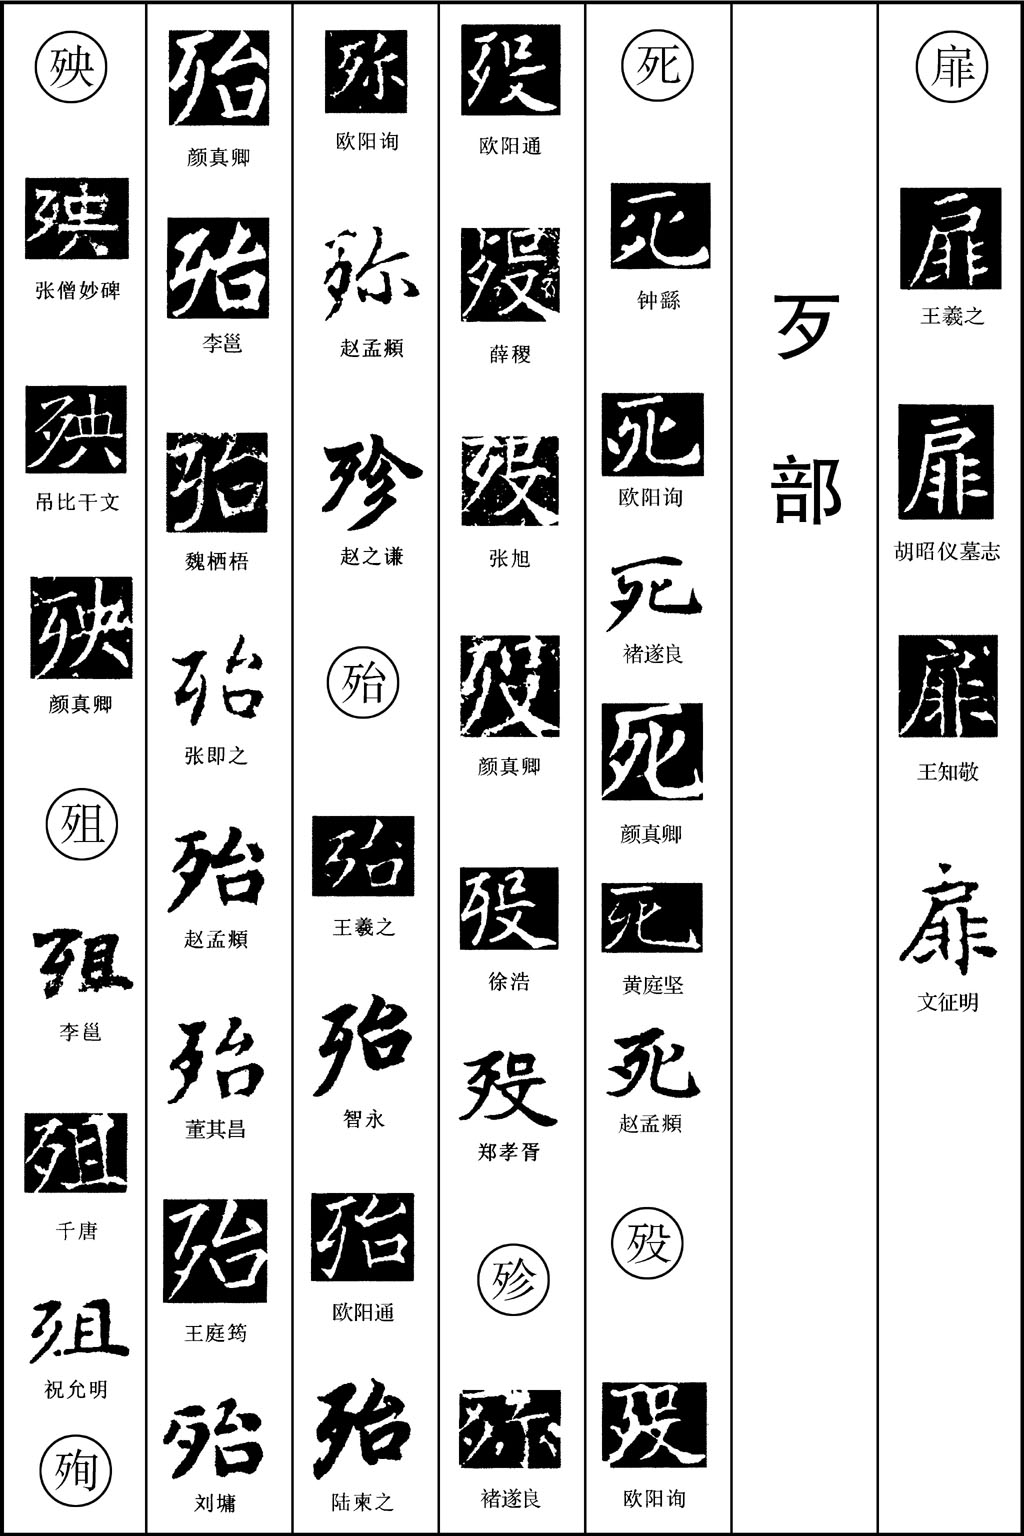 扉
扉
王羲之
扉
胡昭仪墓志
扉
王知敬
扉
文征明
歹部
死
死
钟繇
死
欧阳询
死
褚遂良
死
颜真卿
死
黄庭坚
死
赵孟頫
殁
殁
欧阳询
殁
欧阳通
殁
薛稷
殁
张旭
殁
颜真卿
殁
徐浩
殁
郑孝胥
殄
殄
褚遂良
殄
欧阳询
殄
赵孟頫
殄
赵之谦
殆
殆
王羲之
殆
智永
殆
欧阳通
殆
陆柬之
殆
颜真卿
殆
李邕
殆
魏栖梧
殆
张即之
殆
赵孟頫
殆
董其昌
殆
王庭筠
殆
刘墉
殃
殃
张僧妙碑
殃
吊比干文
殃
颜真卿
殂
殂
李邕
殂
千唐
殂
祝允明
殉